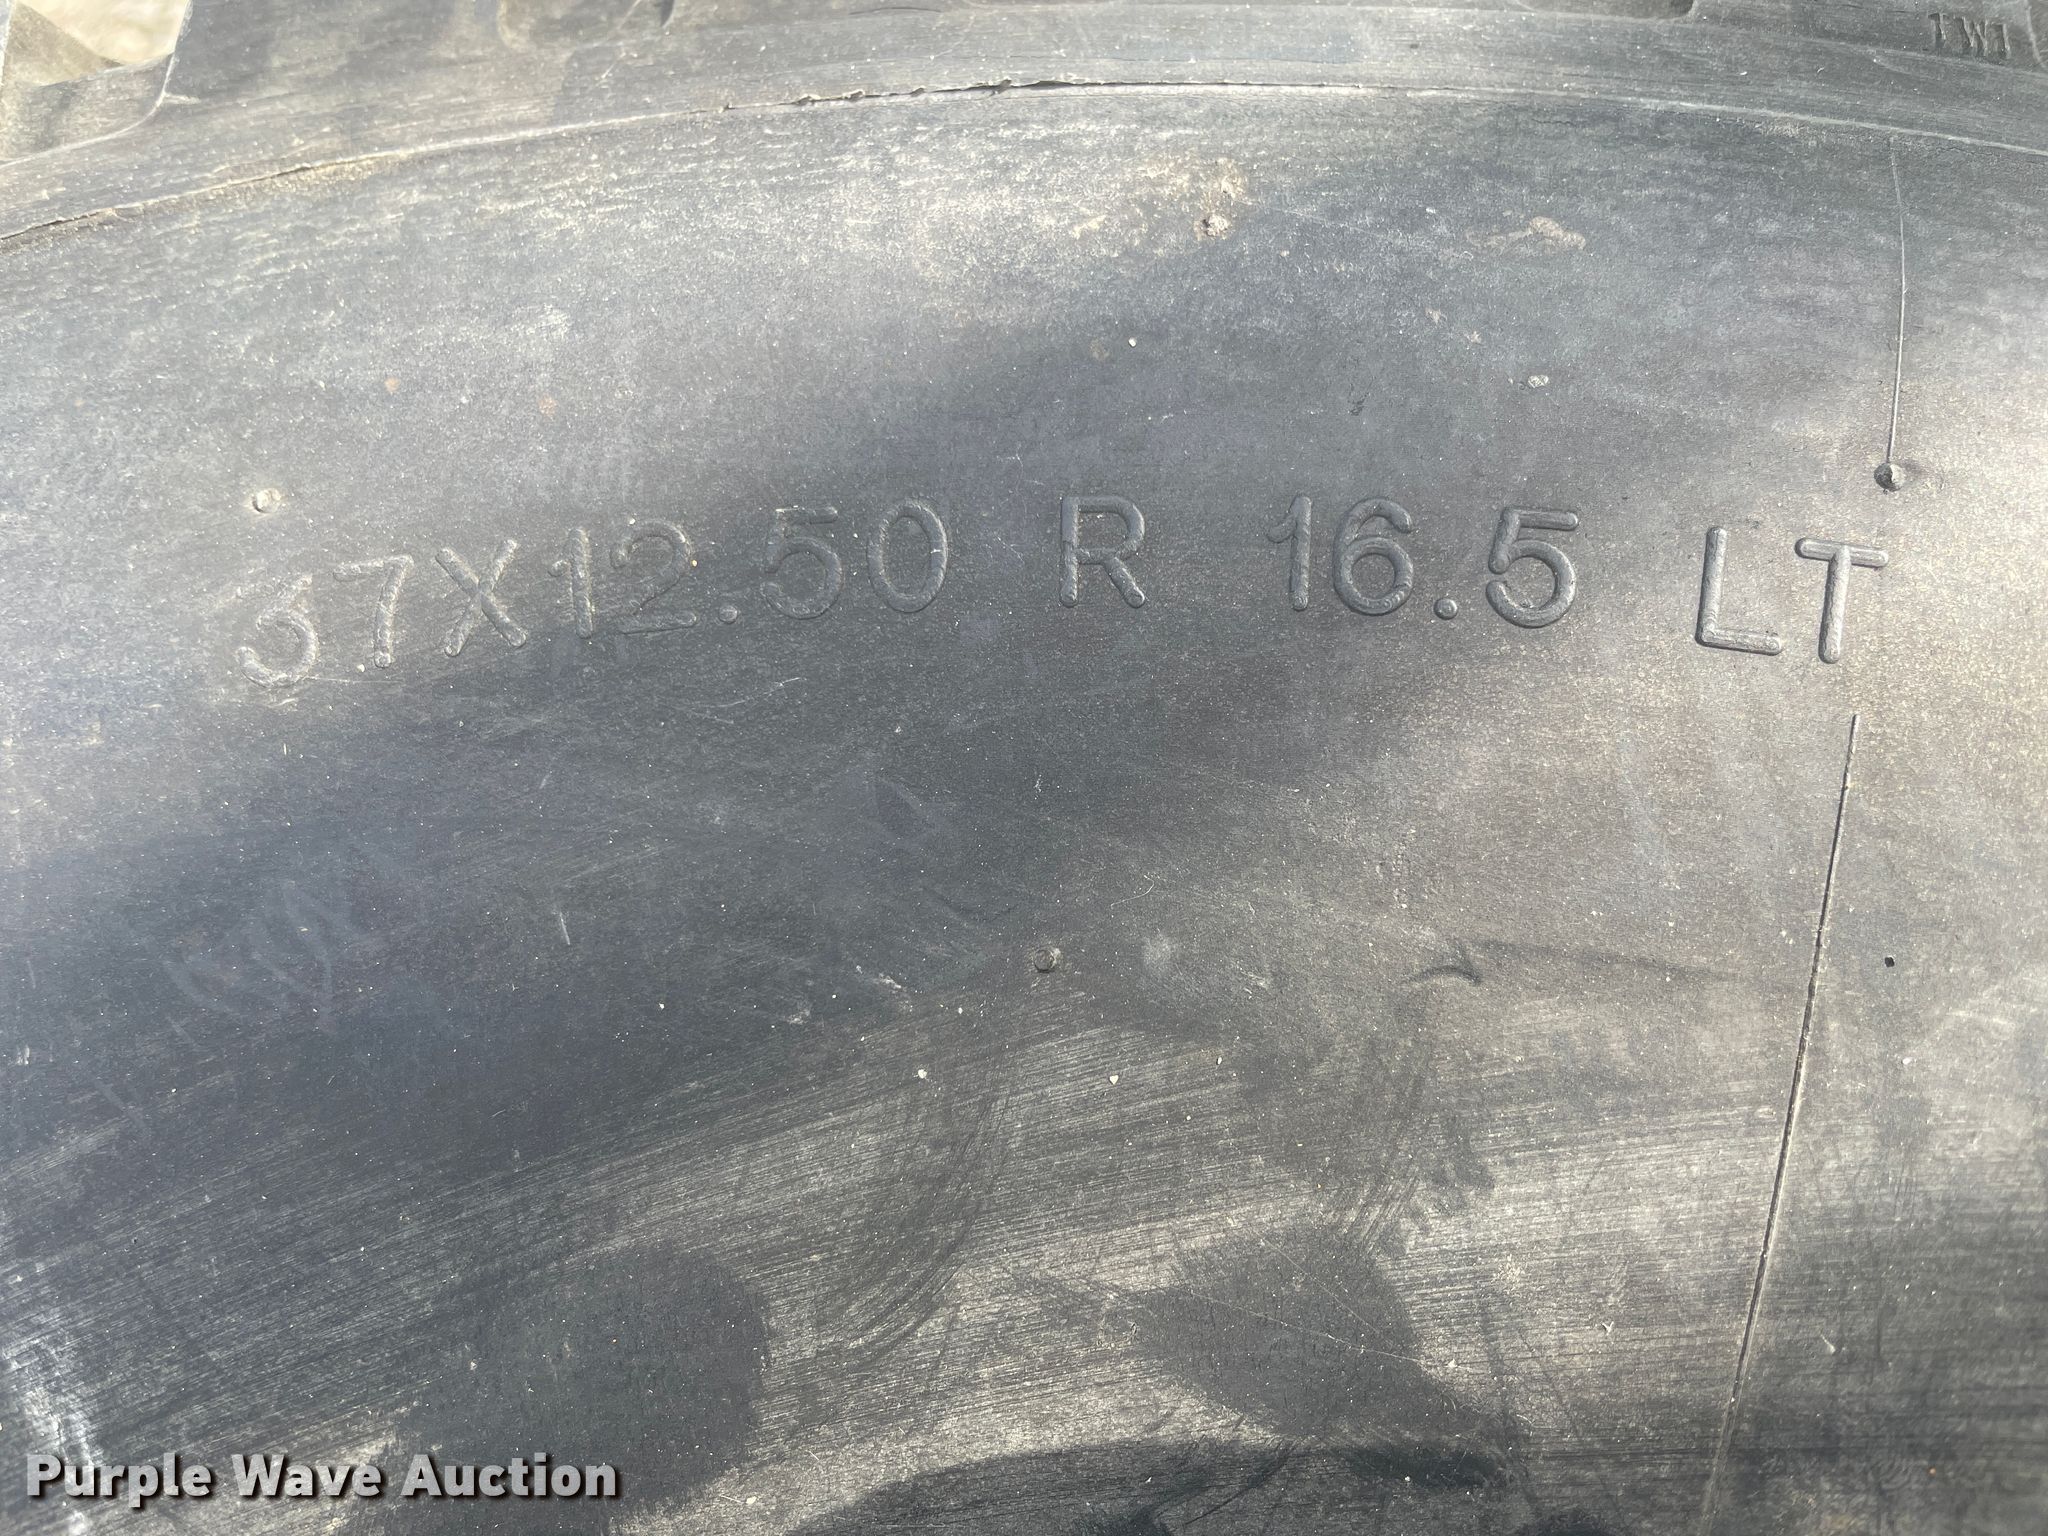 TWI
37X12.50 R 16.5 LT
Purple Wave Auction